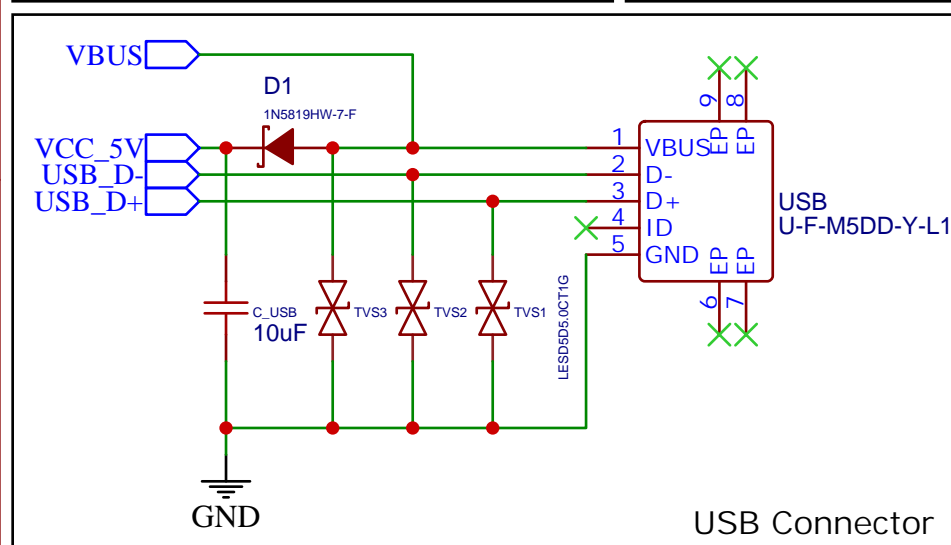 VBUS
D1
1N5819HW-7-F
VCC_5V
USB_D-
USB_D+
9
8
EP
EP
1
VBUS
2
D-
3
D+
4
ID
5
GND
EP
EP
6
7
USB
U-F-M5DD-Y-L1
C_USB
10uF
TVS3
TVS2
TVS1
LESD5D5.0CT1G
GND
USB Connector